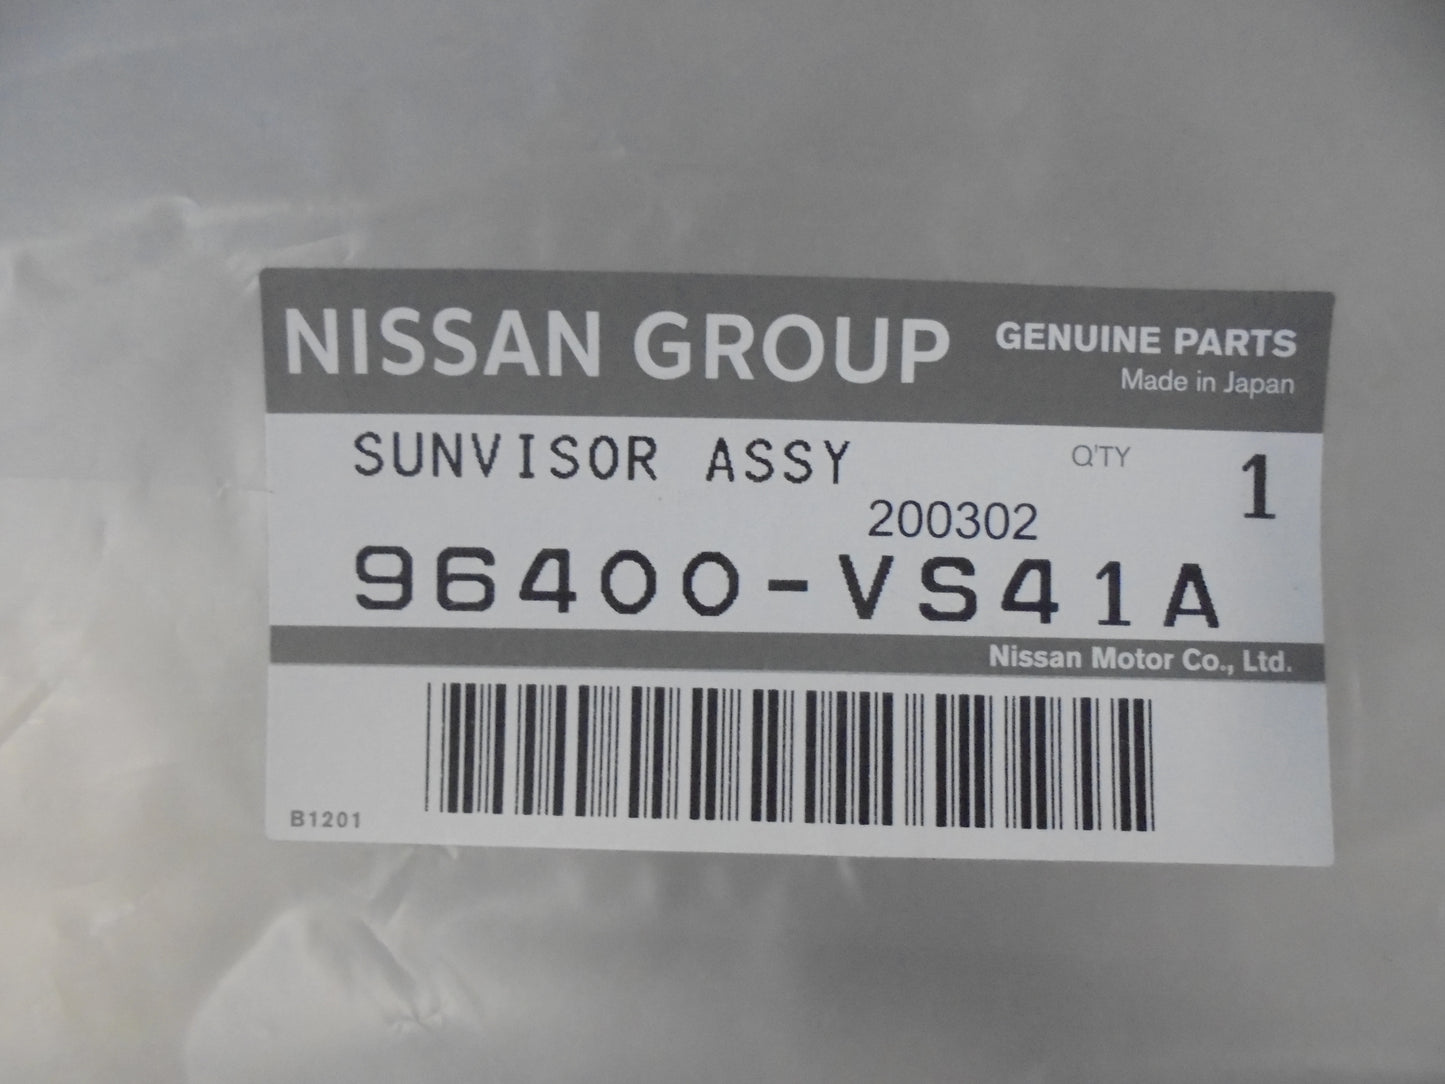 NISSAN GROUP
GENUINE PARTS
Made in Japan
SUNVISOR ASSY
Q'TY 1
200302
96400-VS41A
Nissan Motor Co., Ltd.
B1201